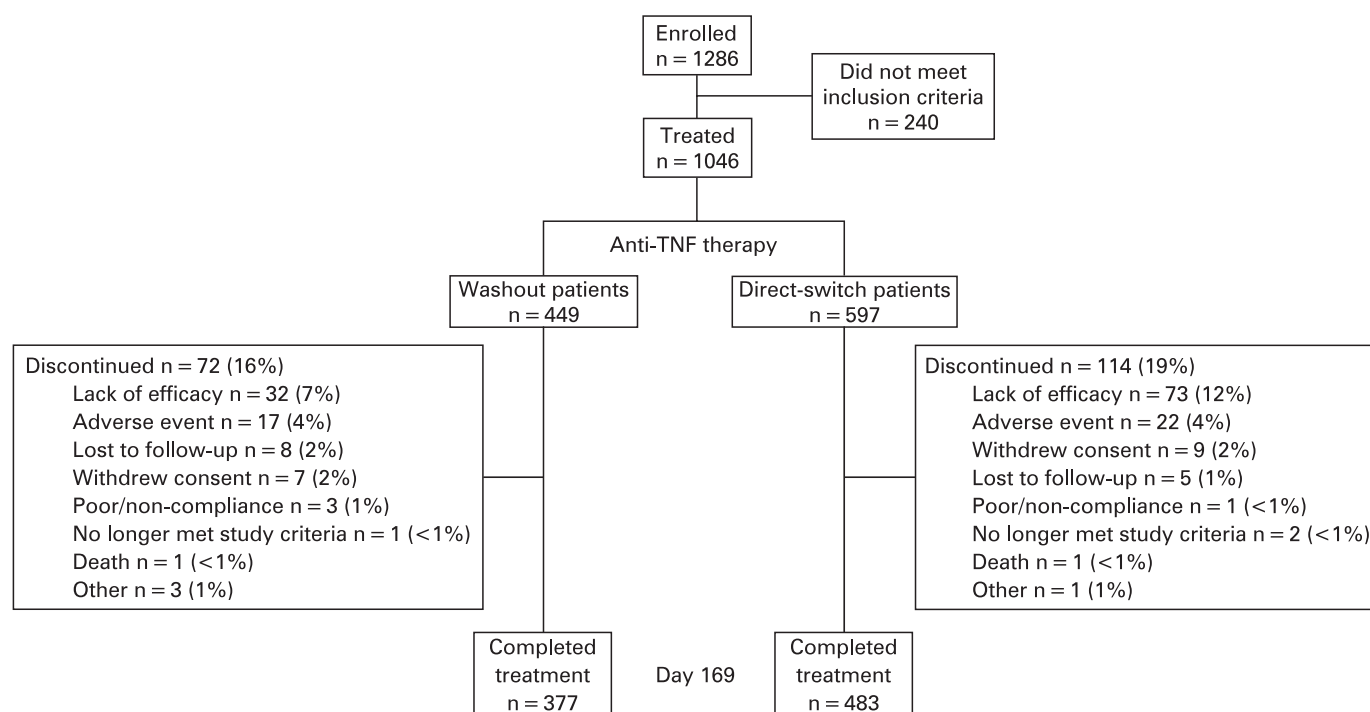 Enrolled
n = 1286
Did not meet
inclusion criteria
n = 240
Treated
n = 1046
Anti-TNF therapy
Washout patients
n = 449
Direct-switch patients
n = 597
Discontinued n = 72 (16%)
Lack of efficacy n = 32 (7%)
Adverse event n = 17 (4%)
Lost to follow-up n = 8 (2%)
Withdrew consent n = 7 (2%)
Poor/non-compliance n = 3 (1%)
No longer met study criteria n = 1 (<1%)
Death n = 1 (<1%)
Other n = 3 (1%)
Discontinued n = 114 (19%)
Lack of efficacy n = 73 (12%)
Adverse event n = 22 (4%)
Withdrew consent n = 9 (2%)
Lost to follow-up n = 5 (1%)
Poor/non-compliance n = 1 (<1%)
No longer met study criteria n = 2 (<1%)
Death n = 1 (<1%)
Other n = 1 (1%)
Completed
treatment
n = 377
Day 169
Completed
treatment
n = 483